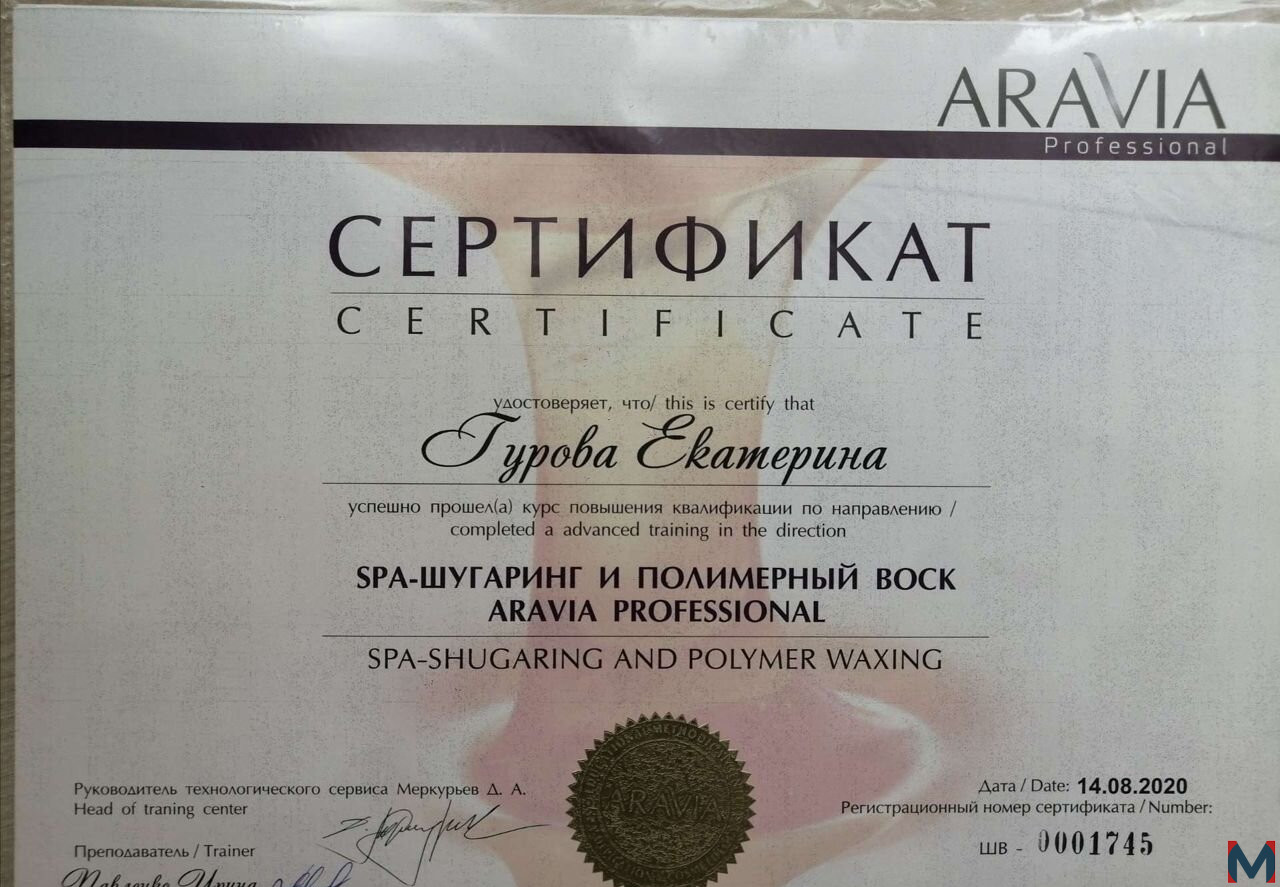 ARAVIA
Professional
СЕРТИФИКАТ
CERTIFICATE
удостоверяет, что/ this is certify that
Гурова Екатерина
успешно прошел(а) курс повышения квалификации по направлению /
completed a advanced training in the direction
SPA-ШУГАРИНГ И ПОЛИМЕРНЫЙ ВОСК
ARAVIA PROFESSIONAL
SPA-SHUGARING AND POLYMER WAXING
Руководитель технологического сервиса Меркурьев Д. А.
Head of traning center
Преподаватель / Trainer
Павленко Ирина
ARAVIA
Дата / Date: 14.08.2020
Регистрационный номер сертификата / Number:
ШВ - 0001745
M